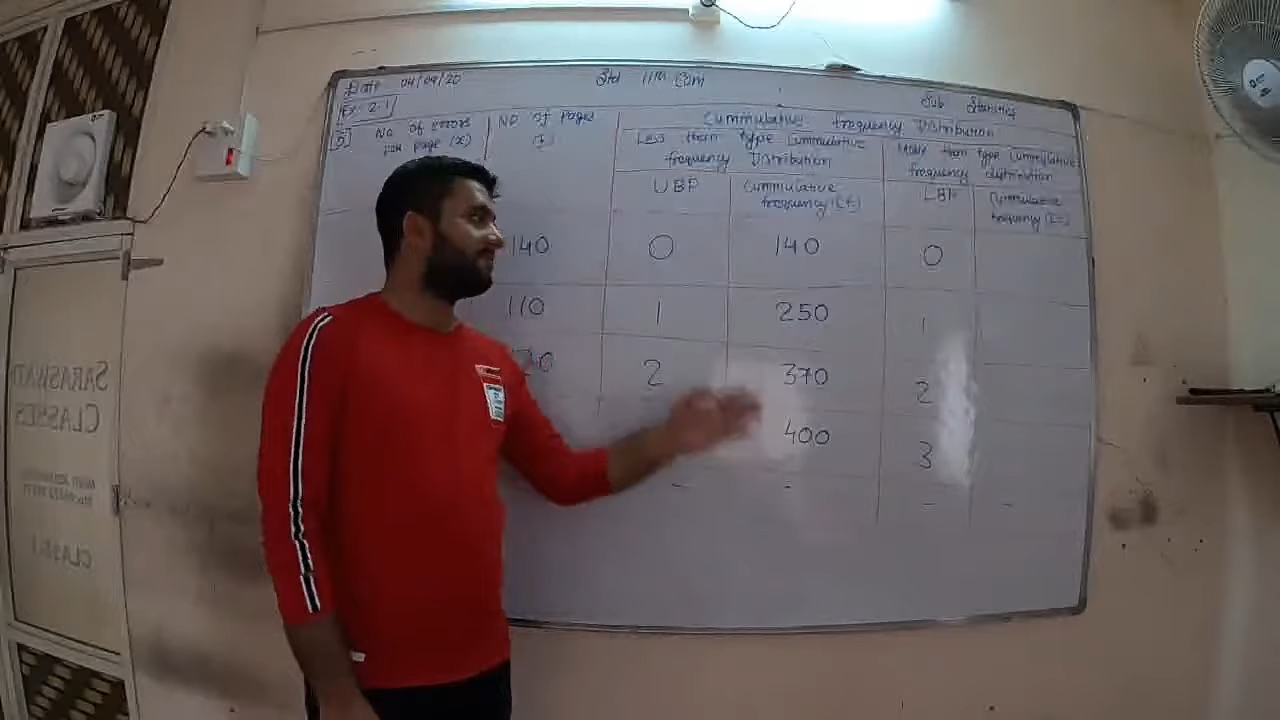 Date 04/09/20 Std 11th Com Sub Statistics
Ex. 2.1
No of errors per page (x)
No of pages (f)
Cummulative frequency Distribution
Less than type Cummulative frequency Distribution
More than type Cummulative frequency distribution
UBP
Cummulative frequency (cf)
LBP
Cummulative frequency (cf)
140 0 140 0
110 1 250 1
2 370 2
400 3
SARASWATI
CLASSES
CLASS-1